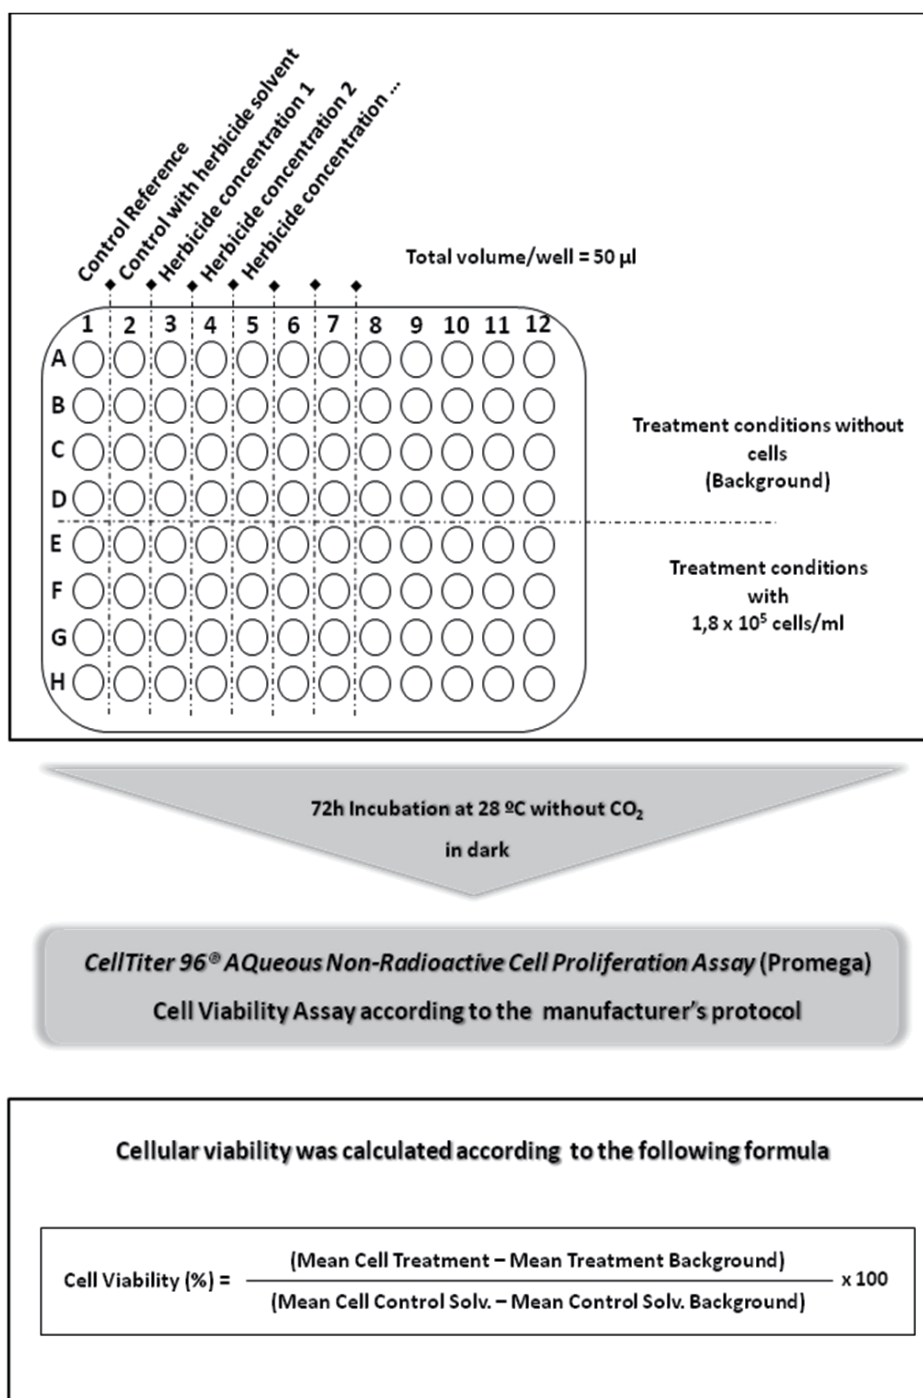 Control Reference
Control with herbicide solvent
Herbicide concentration 1
Herbicide concentration 2
Herbicide concentration ...
Total volume/well = 50 µl
1 2 3 4 5 6 7 8 9 10 11 12
A
B
C
D
E
F
G
H
Treatment conditions without
cells
(Background)
Treatment conditions
with
1,8 x 10⁵ cells/ml
72h Incubation at 28 ºC without CO₂
in dark
CellTiter 96® AQueous Non-Radioactive Cell Proliferation Assay (Promega)
Cell Viability Assay according to the manufacturer's protocol
Cellular viability was calculated according to the following formula
(Mean Cell Treatment – Mean Treatment Background)
Cell Viability (%) = x 100
(Mean Cell Control Solv. – Mean Control Solv. Background)